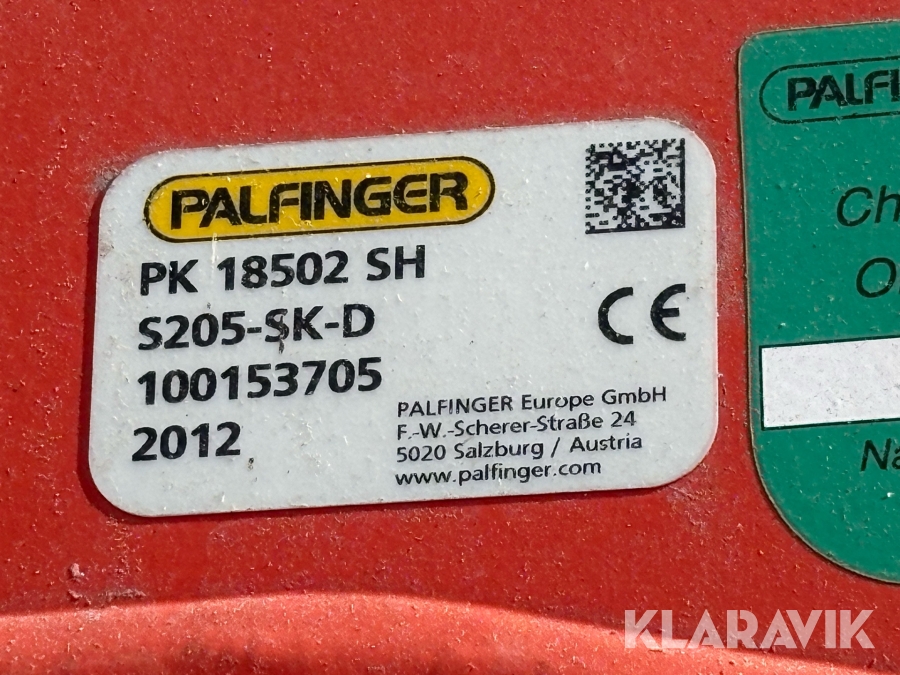 PALFINGER
PK 18502 SH
S205-SK-D
100153705
2012
PALFINGER Europe GmbH
F.-W.-Scherer-Straße 24
5020 Salzburg / Austria
www.palfinger.com
CE
PALFI
Ch
O
Na
KLARAVIK